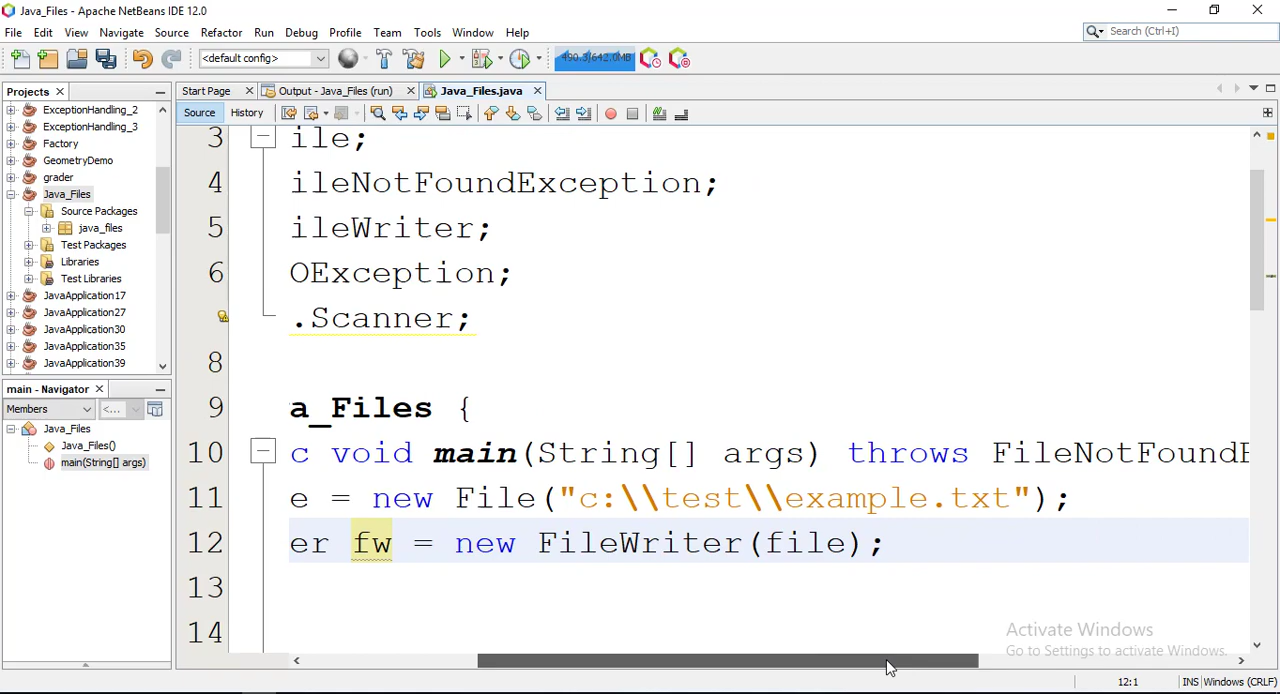 Java_Files - Apache NetBeans IDE 12.0
File Edit View Navigate Source Refactor Run Debug Profile Team Tools Window Help
Search (Ctrl+I)
<default config>
490.3/642.0MB
Projects
Start Page
Output - Java_Files (run)
Java_Files.java
Source History
ExceptionHandling_2
ExceptionHandling_3
Factory
GeometryDemo
grader
Java_Files
Source Packages
java_files
Test Packages
Libraries
Test Libraries
JavaApplication17
JavaApplication27
JavaApplication30
JavaApplication35
JavaApplication39
main - Navigator
Members
<...
Java_Files
Java_Files()
main(String[] args)
3 ile;
4 ileNotFoundException;
5 ileWriter;
6 OException;
.Scanner;
8
9 a_Files {
10 c void main(String[] args) throws FileNotFoundE
11 e = new File("c:\\test\\example.txt");
12 er fw = new FileWriter(file);
13
14
Activate Windows
Go to Settings to activate Windows.
12:1
INS
Windows (CRLF)